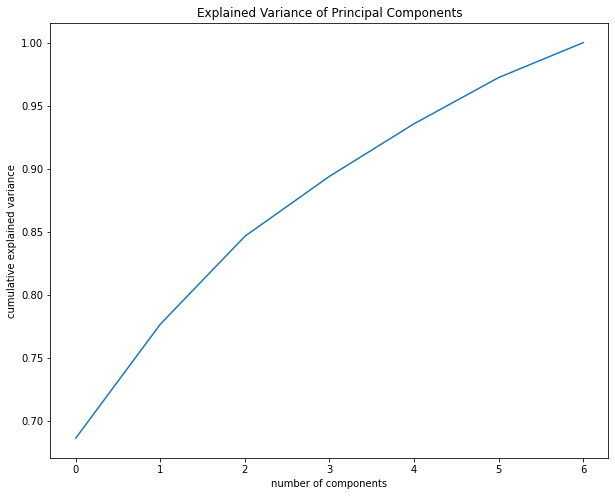 Explained Variance of Principal Components
1.00
0.95
0.90
0.85
0.80
0.75
0.70
cumulative explained variance
0 1 2 3 4 5 6
number of components